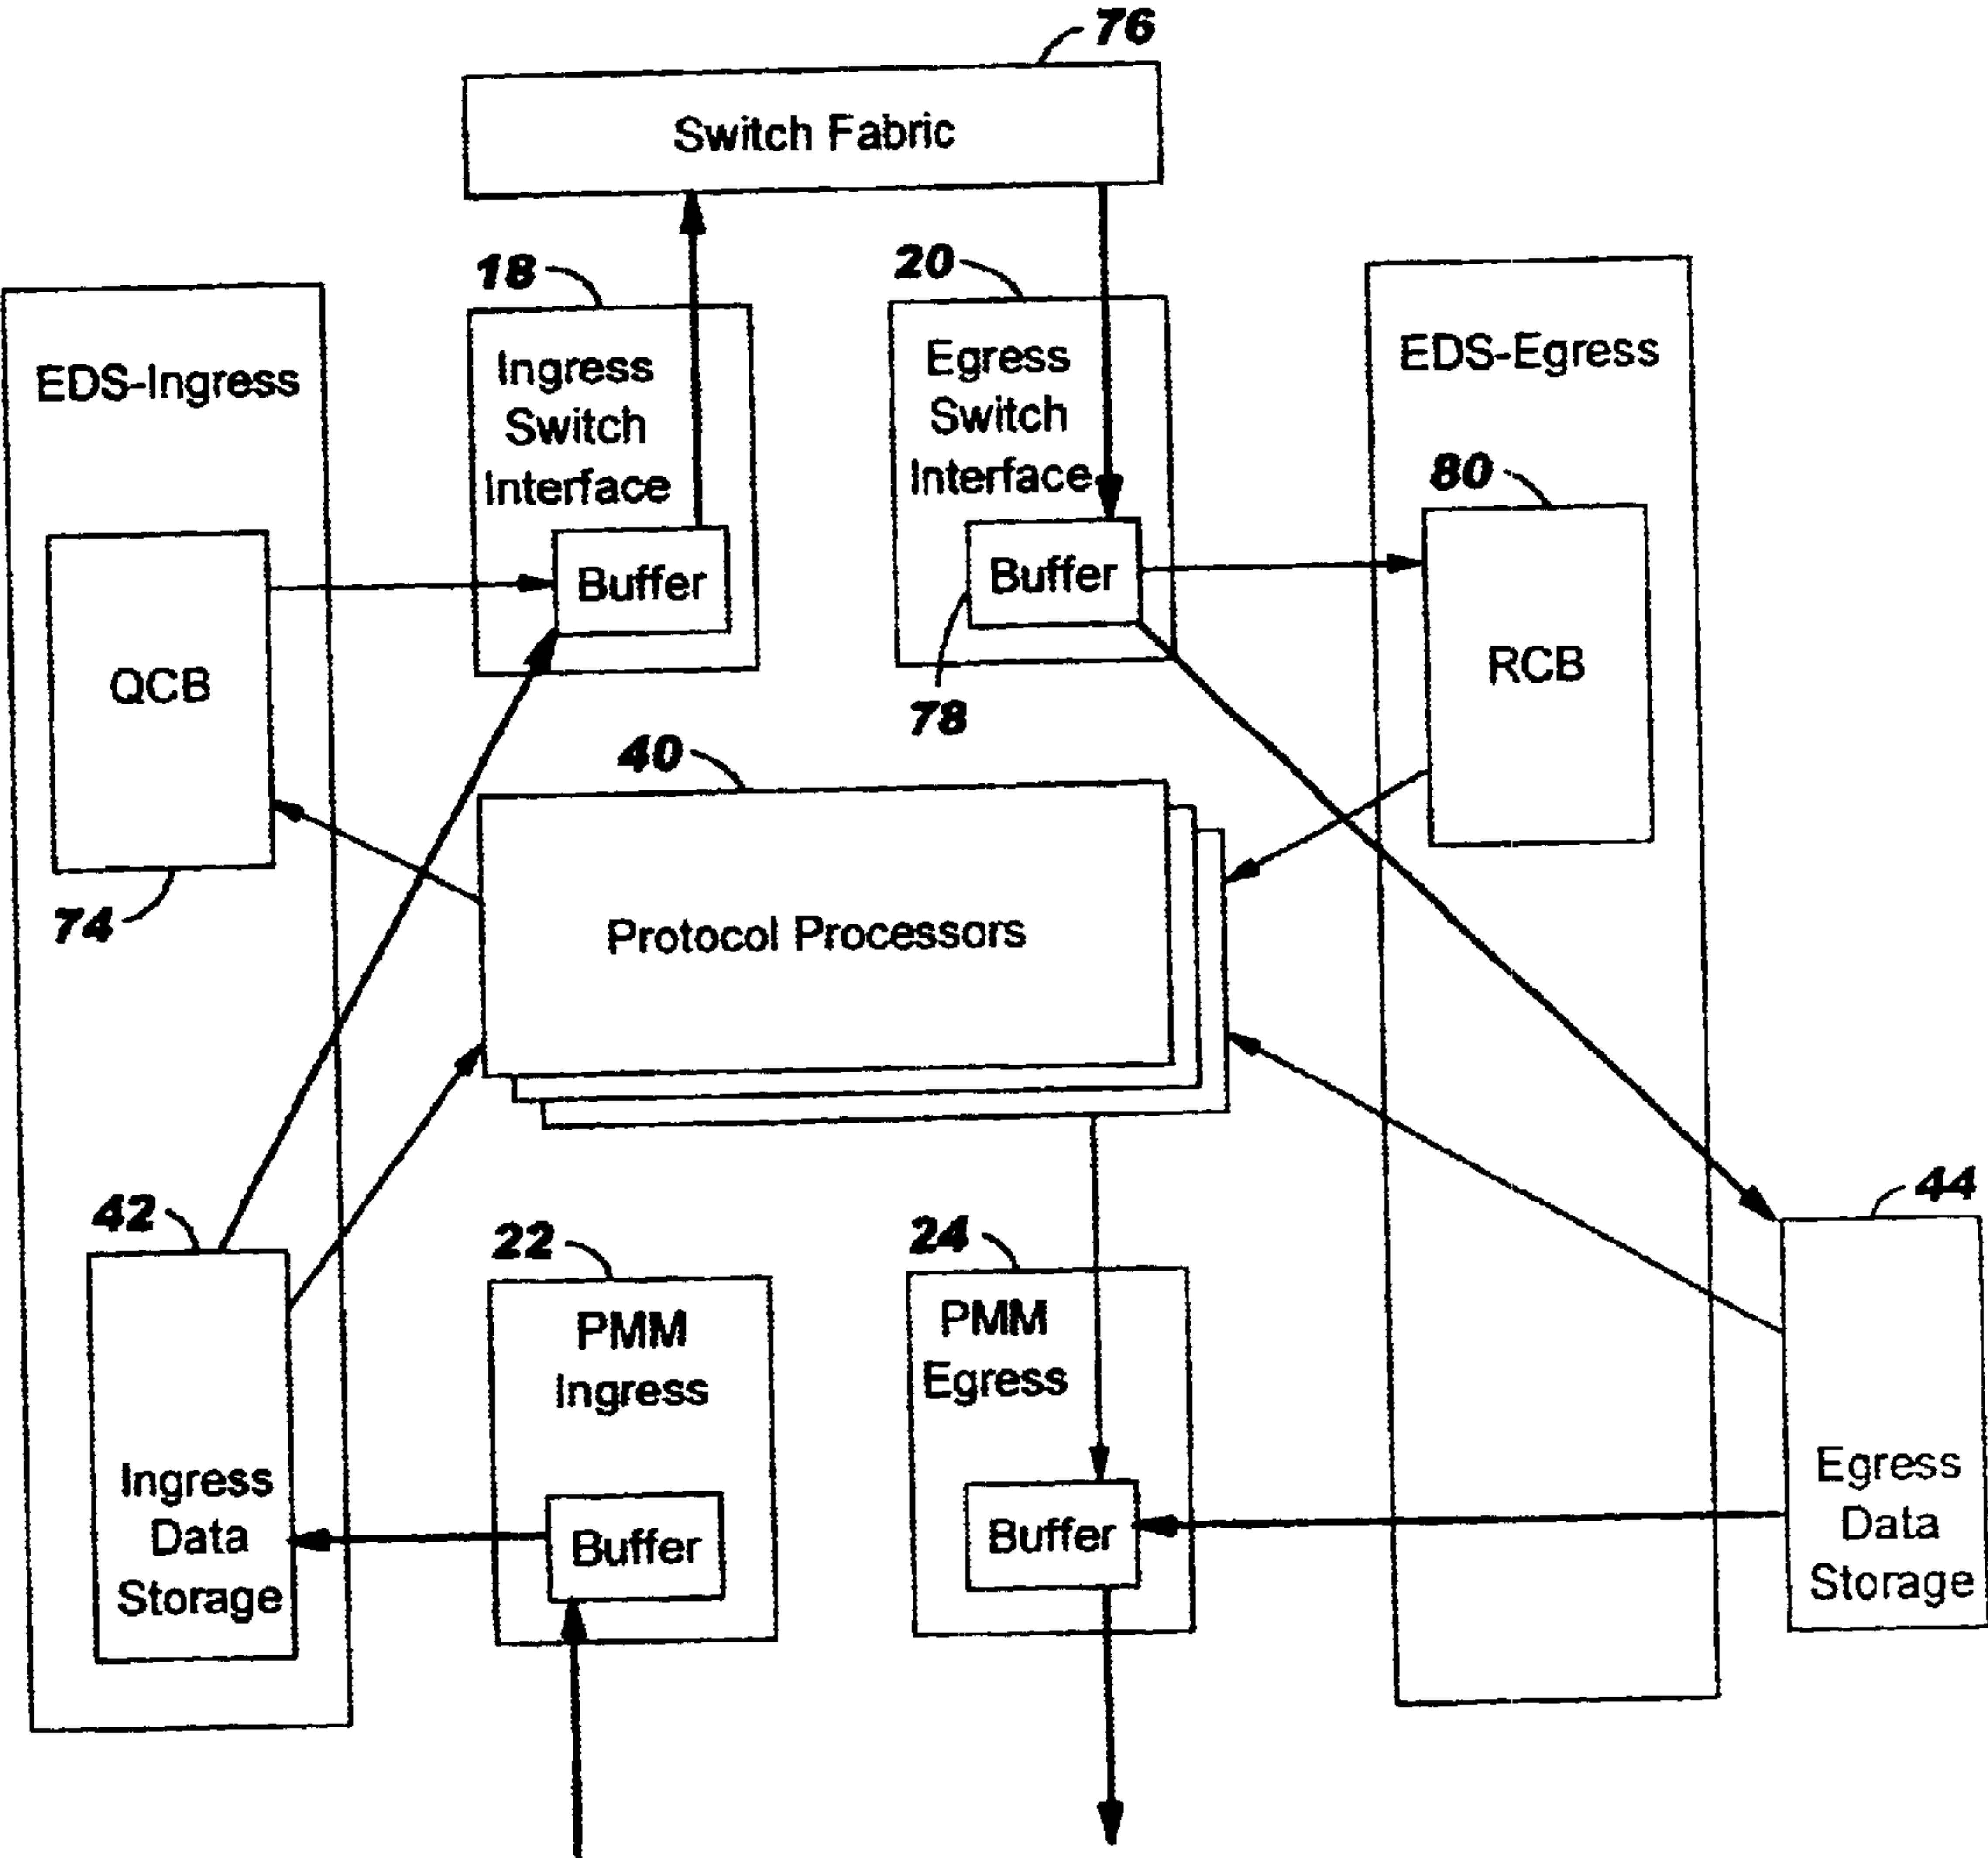 76
Switch Fabric
18
20
EDS-Ingress
Ingress
Switch
Interface
Buffer
Egress
Switch
Interface
Buffer
EDS-Egress
80
QCB
RCB
78
40
74
Protocol Processors
42
22
24
44
PMM
Ingress
PMM
Egress
Ingress
Data
Storage
Buffer
Buffer
Egress
Data
Storage